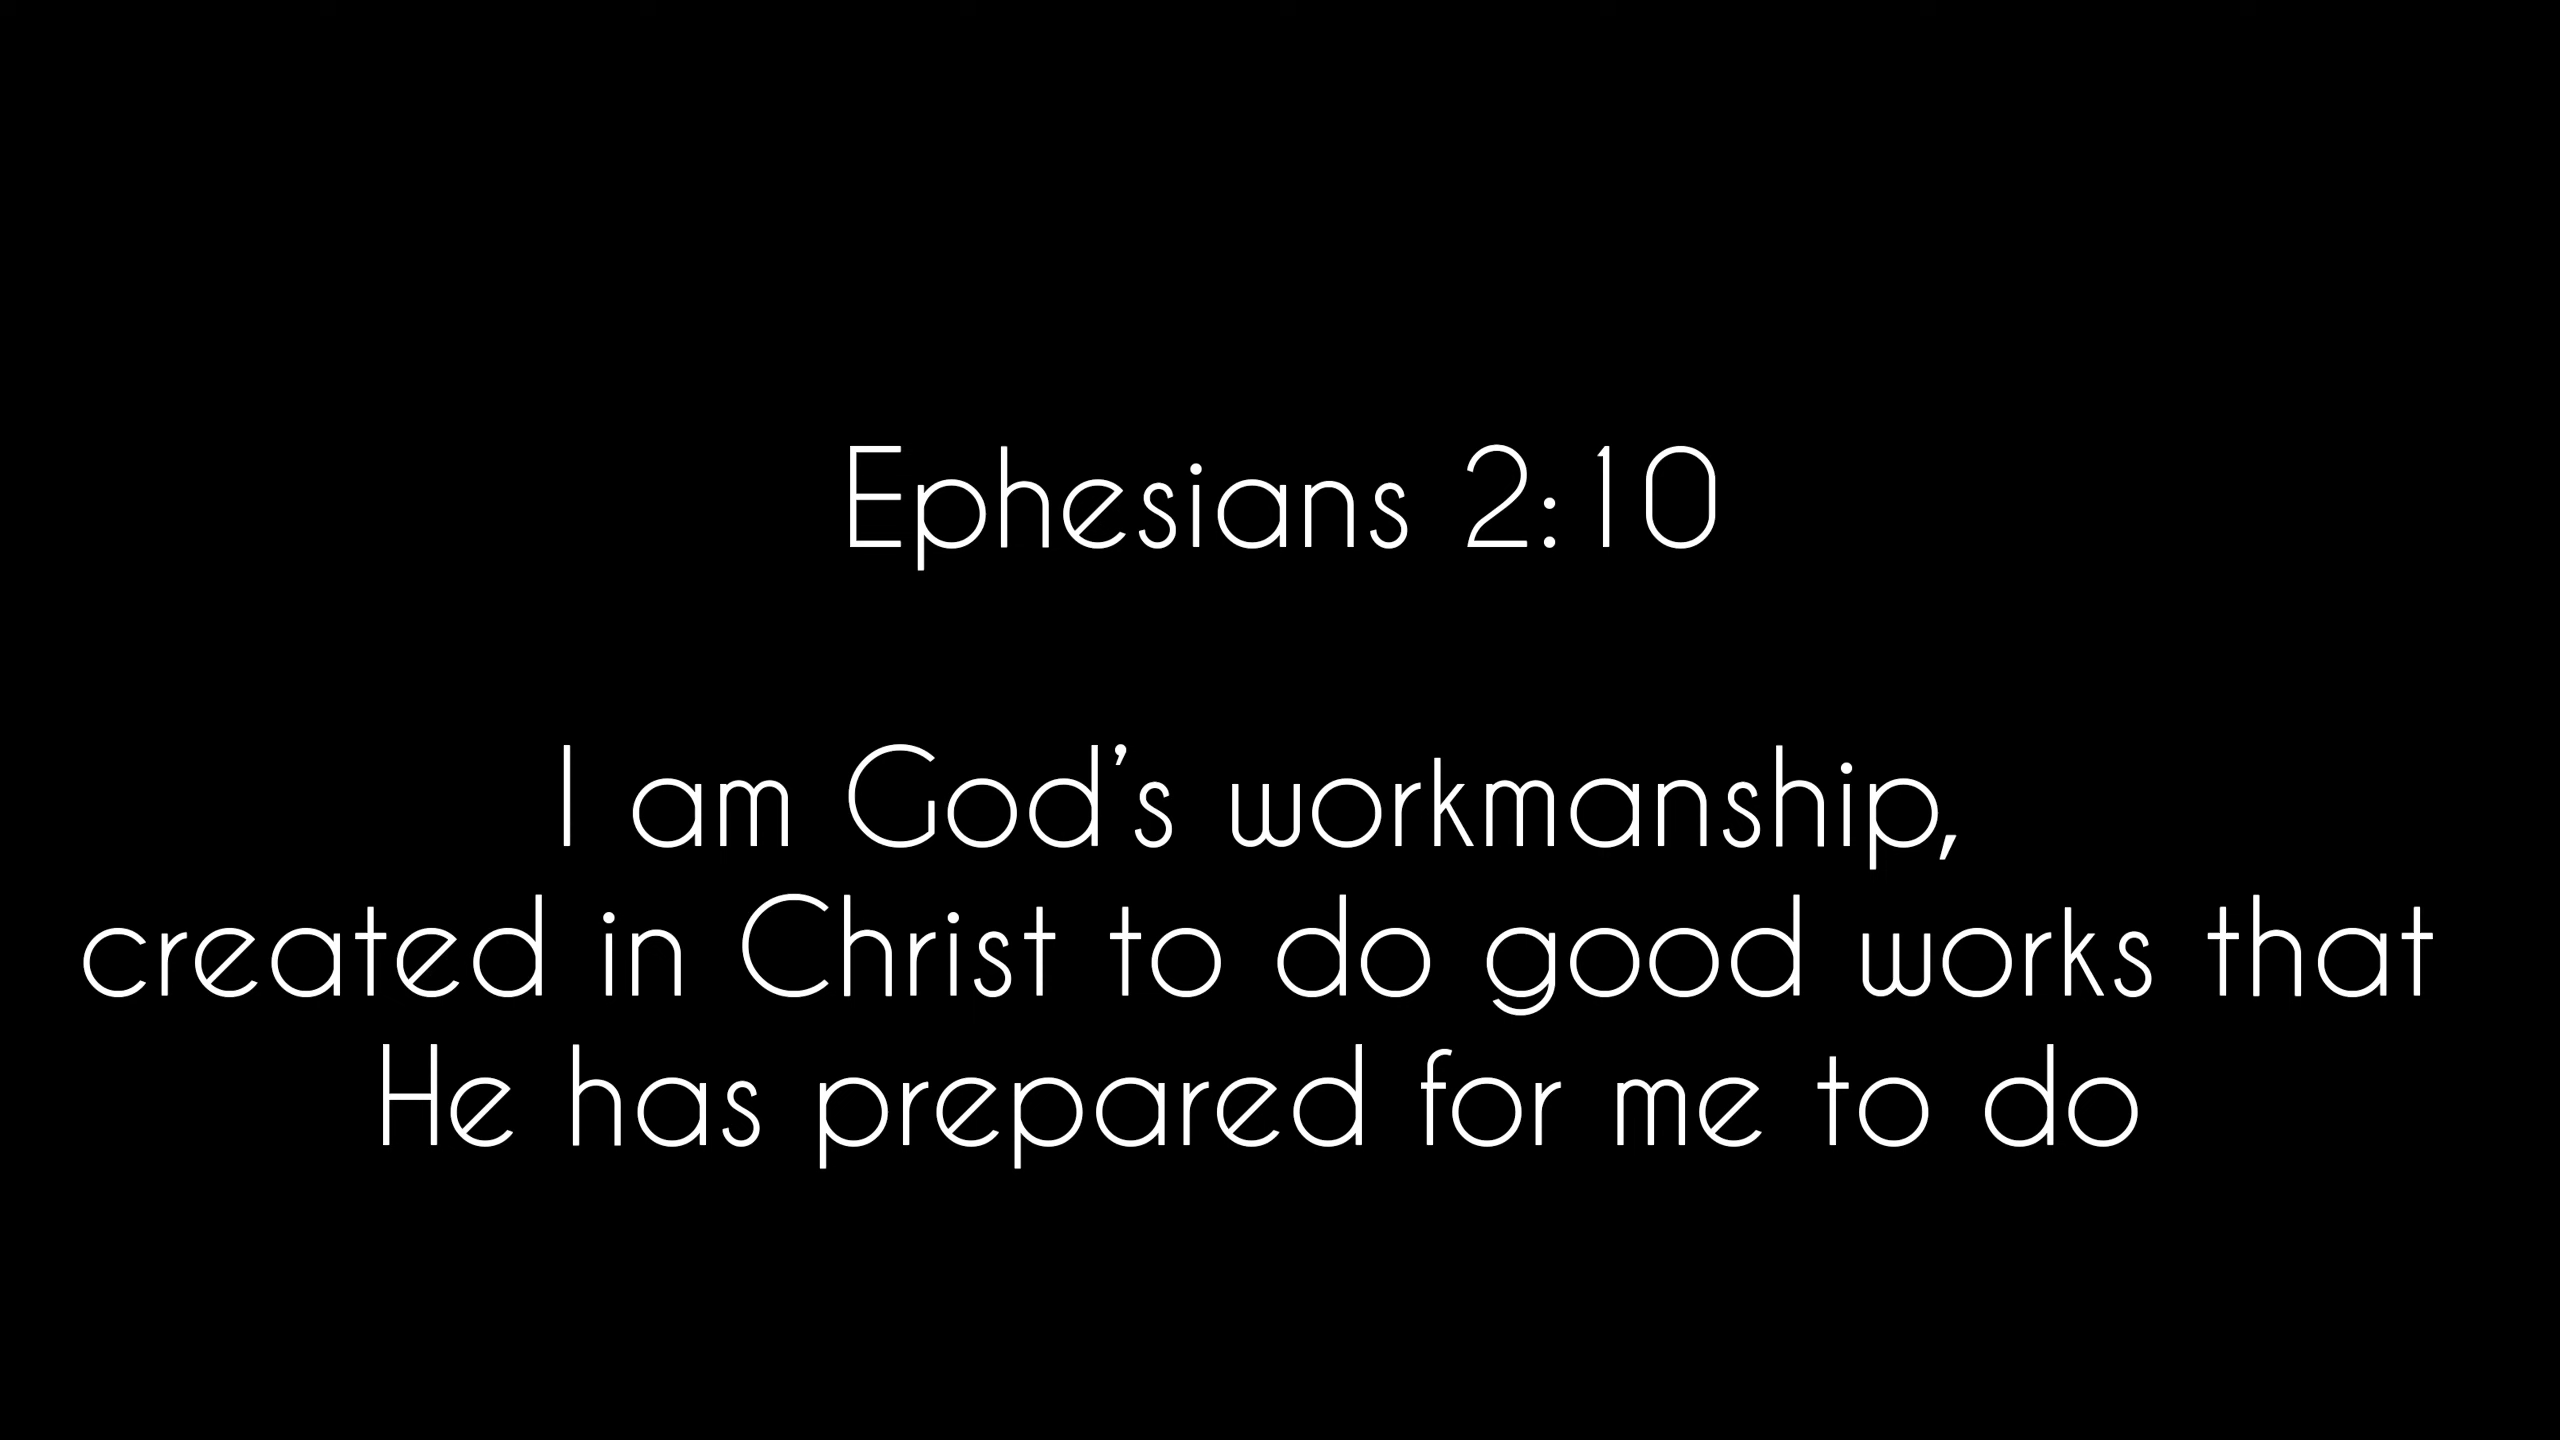 Ephesians 2:10
I am God’s workmanship,
created in Christ to do good works that
He has prepared for me to do